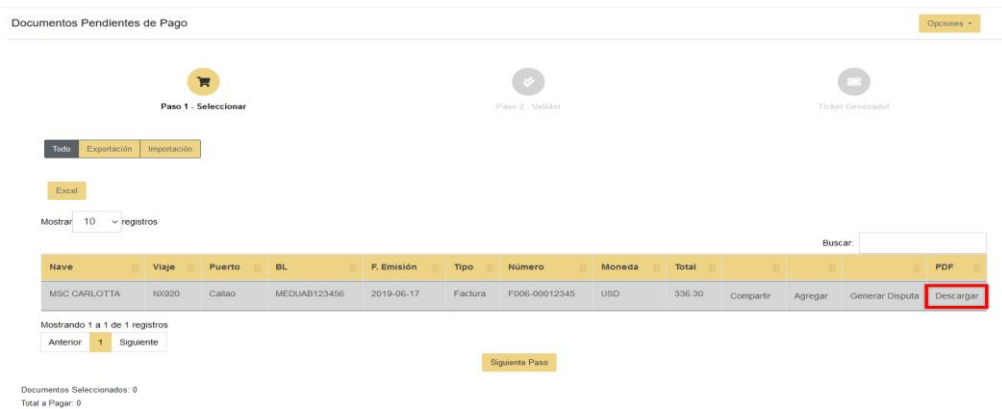 Documentos Pendientes de Pago
Opciones
Paso 1 - Seleccionar
Paso 2 - Validar
Ticket Generado!
Todo Exportación Importación
Excel
Mostrar 10 registros
Buscar:
Nave Viaje Puerto BL F. Emisión Tipo Número Moneda Total PDF
MSC CARLOTTA NX920 Callao MEDUAB123456 2019-06-17 Factura F006-00012345 USD 336.30 Compartir Agregar Generar Disputa Descargar
Mostrando 1 a 1 de 1 registros
Anterior 1 Siguiente
Siguiente Paso
Documentos Seleccionados: 0
Total a Pagar: 0